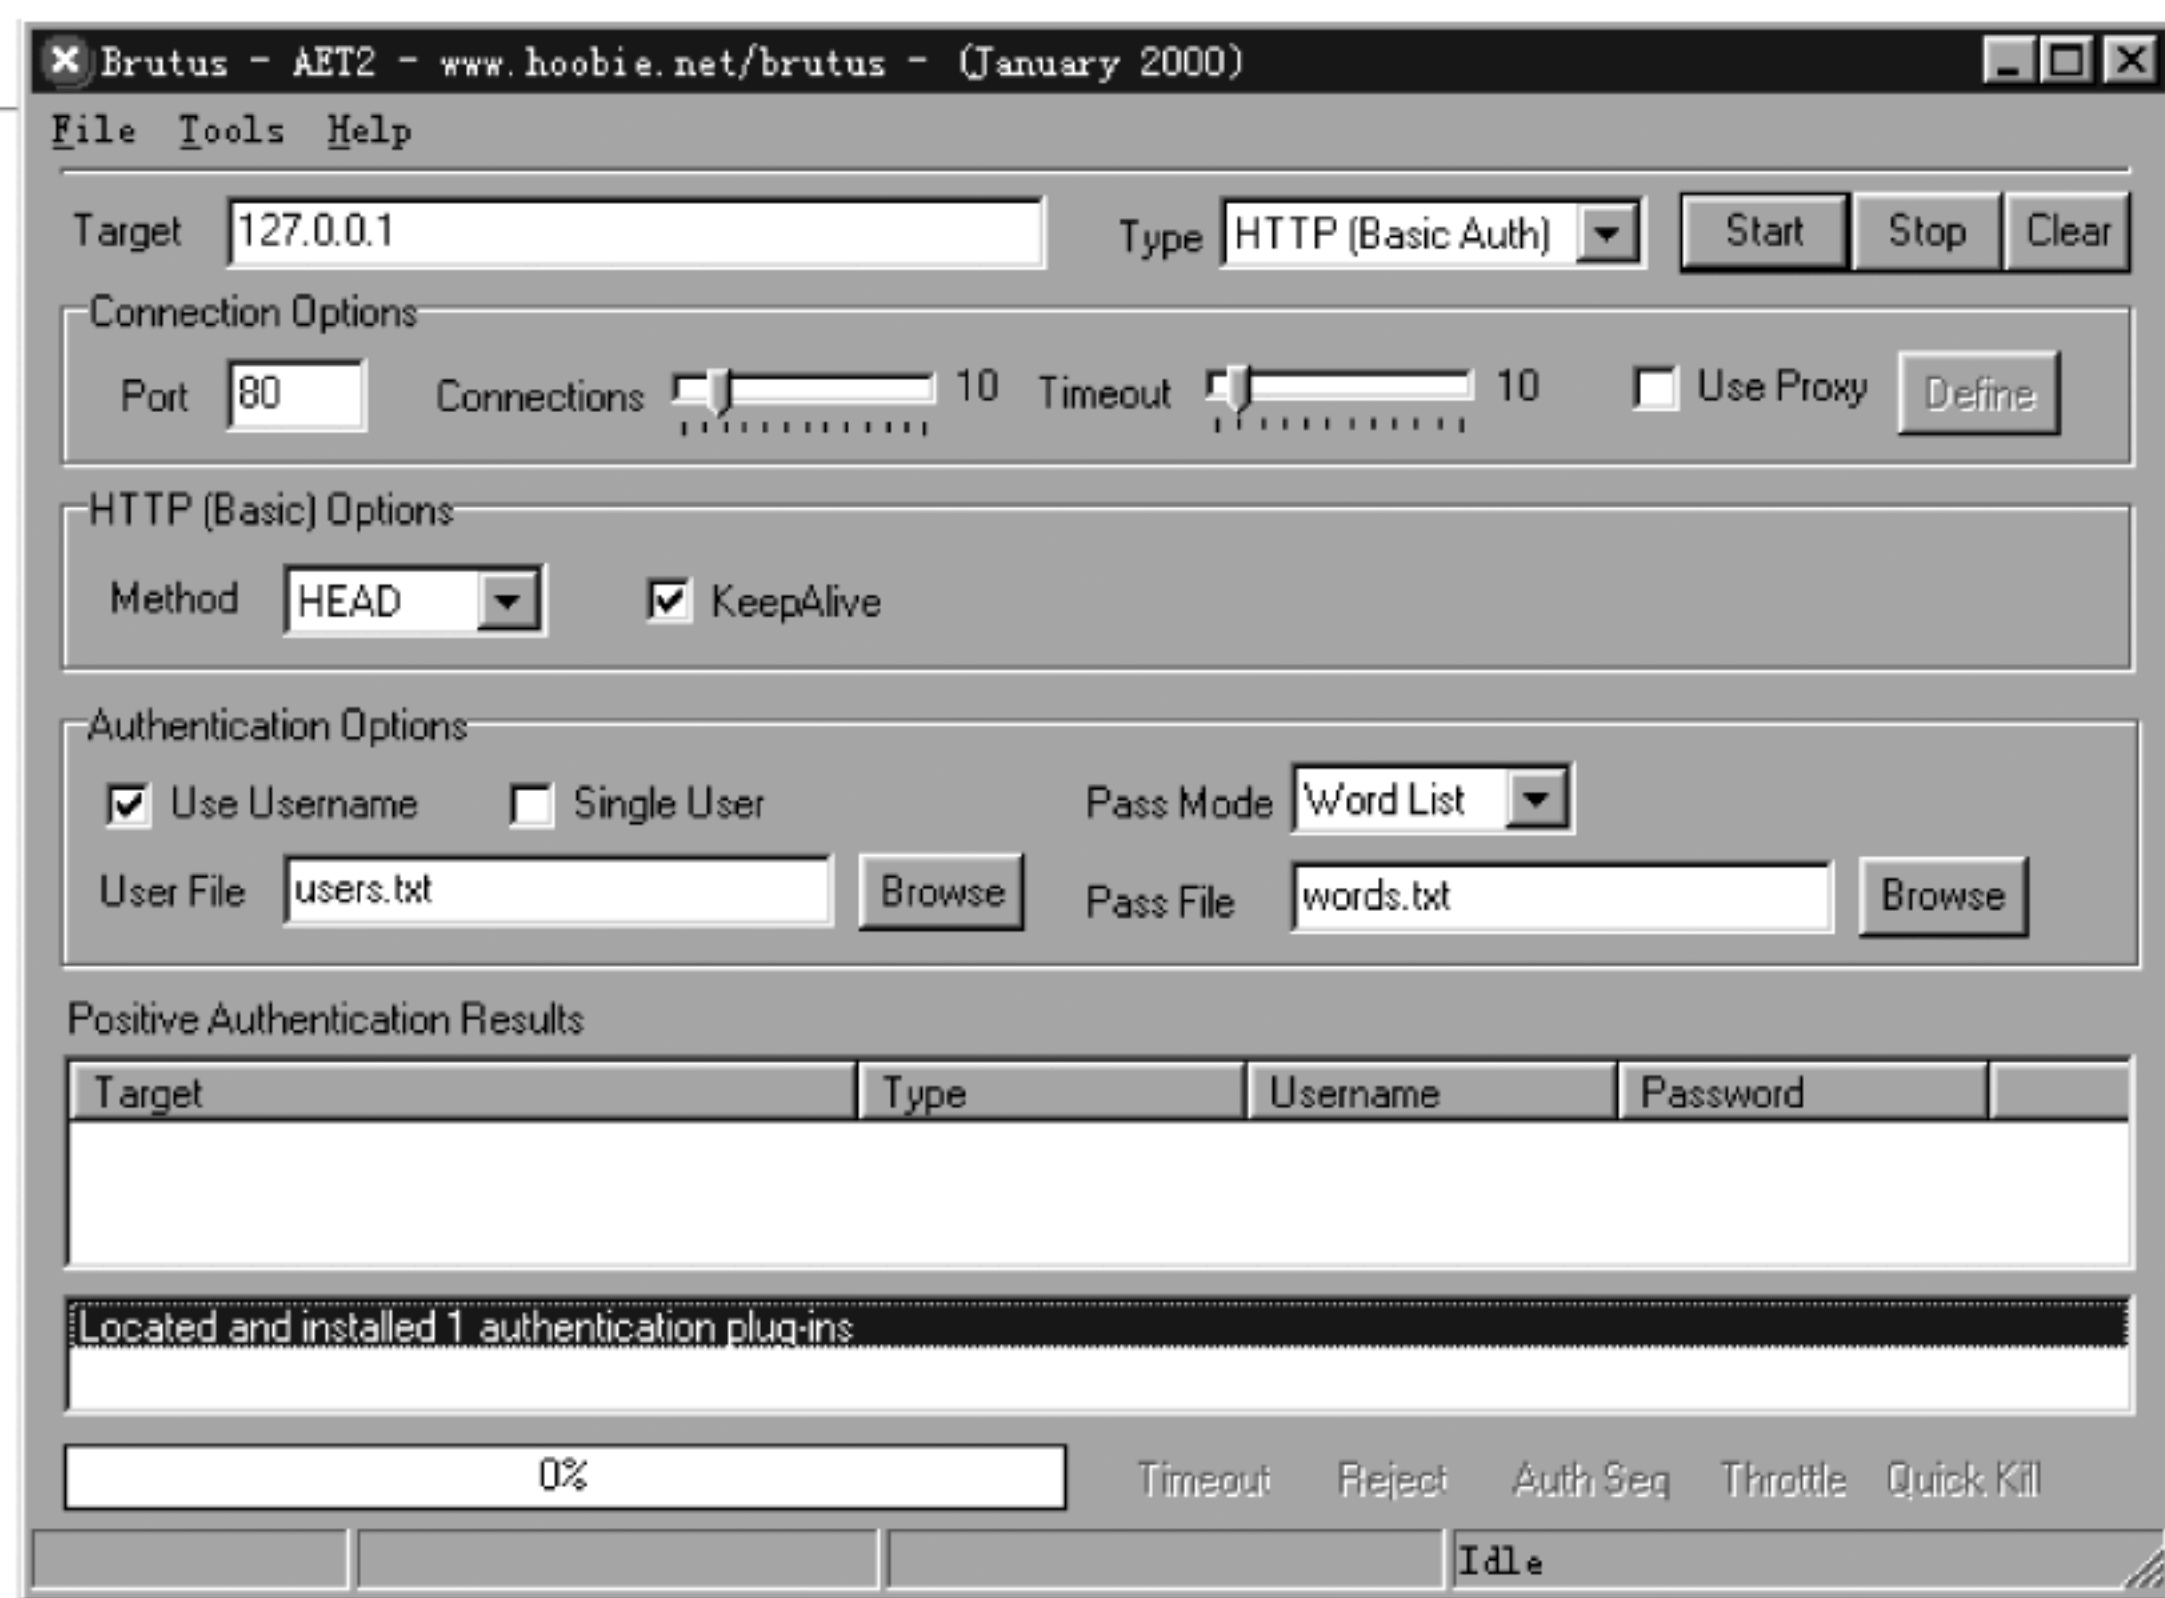 Brutus - AET2 - www.hoobie.net/brutus - (January 2000)
File Tools Help
Target 127.0.0.1 Type HTTP (Basic Auth) Start Stop Clear
Connection Options
Port 80 Connections 10 Timeout 10 Use Proxy Define
HTTP (Basic) Options
Method HEAD KeepAlive
Authentication Options
Use Username Single User Pass Mode Word List
User File users.txt Browse Pass File words.txt Browse
Positive Authentication Results
Target Type Username Password
Located and installed 1 authentication plug-ins
0% Timeout Reject Auth Seq Throttle Quick Kill
Idle